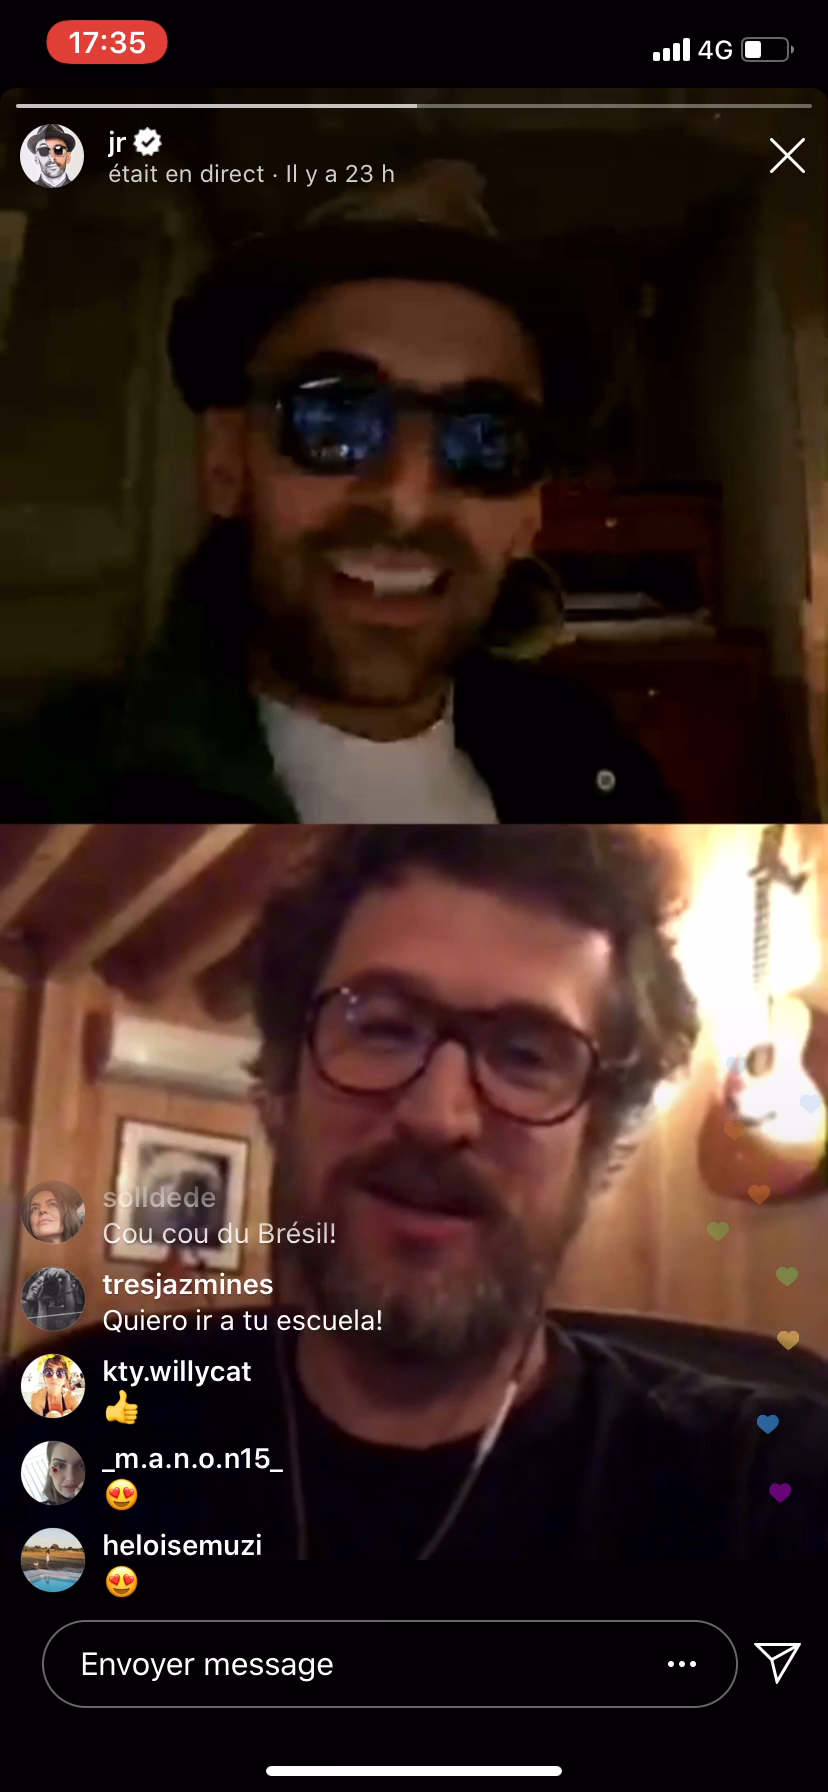 17:35
4G
jr
était en direct · Il y a 23 h
solldede
Cou cou du Brésil!
tresjazmines
Quiero ir a tu escuela!
kty.willycat
👍
_m.a.n.o.n15_
😍
heloisemuzi
😍
Envoyer message